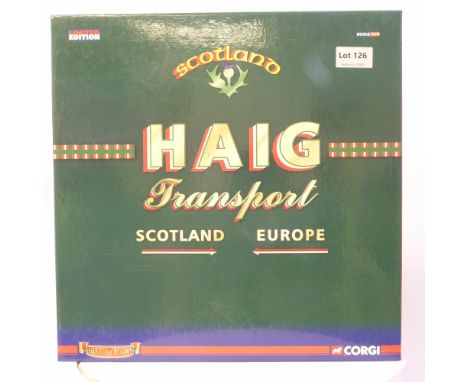 LIMITED
EDITION
Scotland
Lot 126
HAIG
Transport
SCOTLAND EUROPE
CORGI